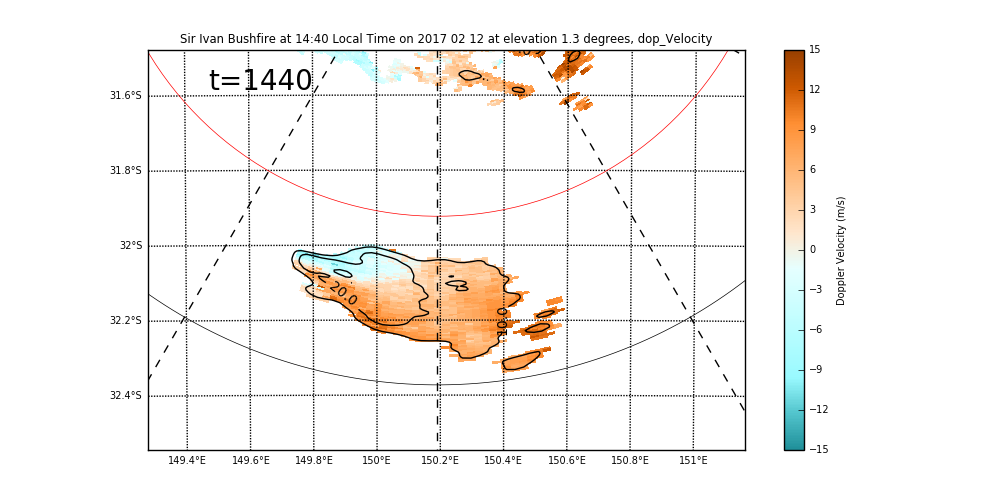 Sir Ivan Bushfire at 14:40 Local Time on 2017 02 12 at elevation 1.3 degrees, dop_Velocity
t=1440
31.6°S
31.8°S
32°S
32.2°S
32.4°S
149.4°E 149.6°E 149.8°E 150°E 150.2°E 150.4°E 150.6°E 150.8°E 151°E
20.0
15
12
9
6
3
0
−3
−6
−9
−12
−15
Doppler Velocity (m/s)